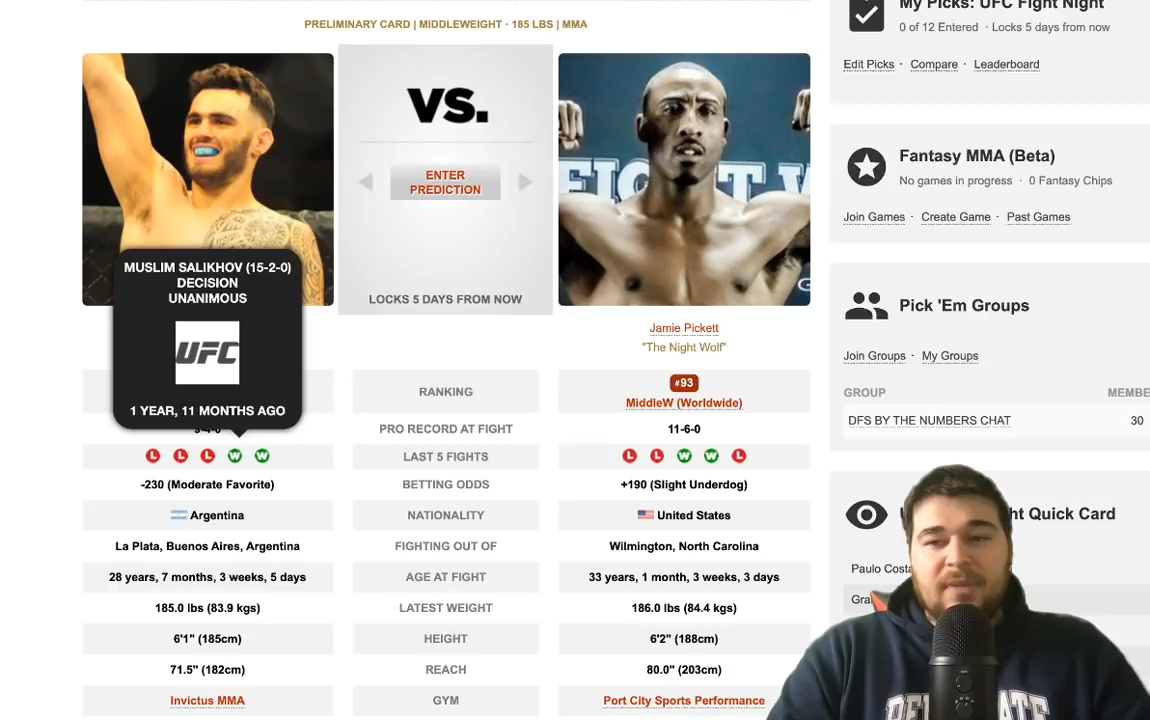 PRELIMINARY CARD | MIDDLEWEIGHT · 185 LBS | MMA
VS.
ENTER
PREDICTION
LOCKS 5 DAYS FROM NOW
MUSLIM SALIKHOV (15-2-0)
DECISION
UNANIMOUS
UFC
1 YEAR, 11 MONTHS AGO
Jamie Pickett
"The Night Wolf"
RANKING
#93
MiddleW (Worldwide)
9-4-0
PRO RECORD AT FIGHT
11-6-0
L L L W W
LAST 5 FIGHTS
L L W W L
-230 (Moderate Favorite)
BETTING ODDS
+190 (Slight Underdog)
Argentina
NATIONALITY
United States
La Plata, Buenos Aires, Argentina
FIGHTING OUT OF
Wilmington, North Carolina
28 years, 7 months, 3 weeks, 5 days
AGE AT FIGHT
33 years, 1 month, 3 weeks, 3 days
185.0 lbs (83.9 kgs)
LATEST WEIGHT
186.0 lbs (84.4 kgs)
6'1" (185cm)
HEIGHT
6'2" (188cm)
71.5" (182cm)
REACH
80.0" (203cm)
Invictus MMA
GYM
Port City Sports Performance
My Picks: UFC Fight Night
0 of 12 Entered · Locks 5 days from now
Edit Picks · Compare · Leaderboard
Fantasy MMA (Beta)
No games in progress · 0 Fantasy Chips
Join Games · Create Game · Past Games
Pick 'Em Groups
Join Groups · My Groups
GROUP MEMBE
DFS BY THE NUMBERS CHAT 30
ht Quick Card
Paulo Costa
Gra